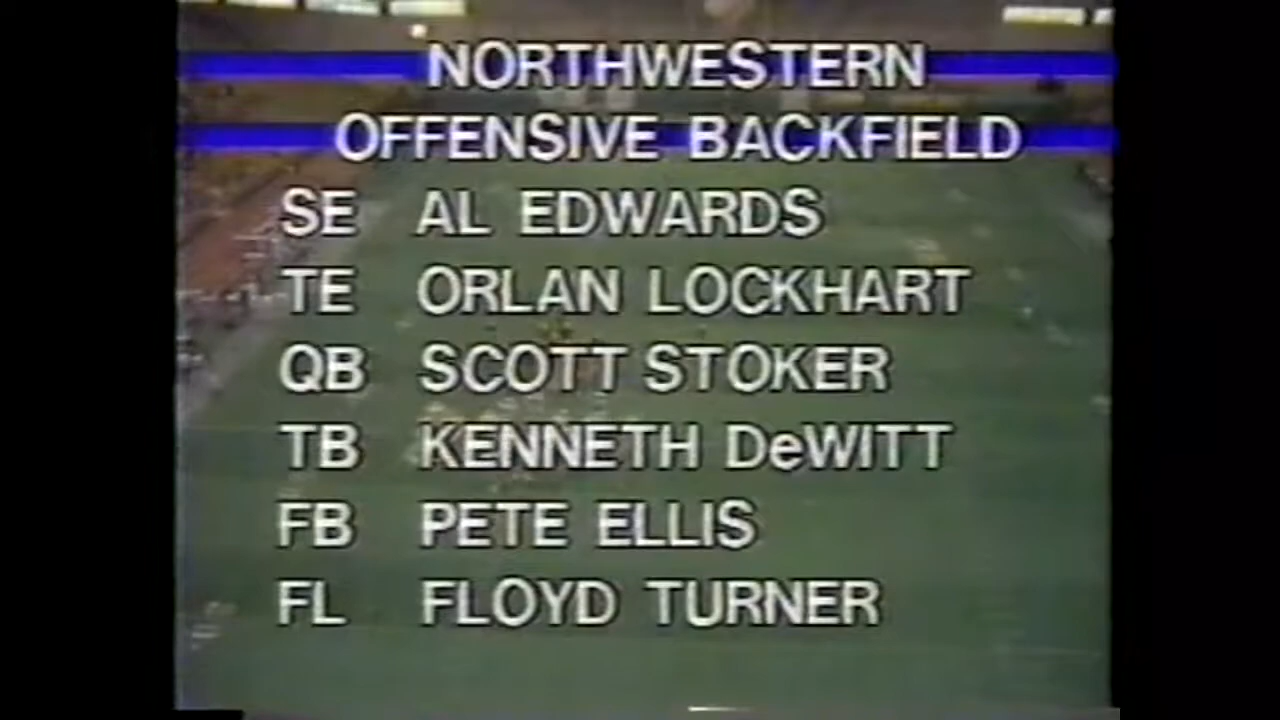 NORTHWESTERN
OFFENSIVE BACKFIELD
SE AL EDWARDS
TE ORLAN LOCKHART
QB SCOTT STOKER
TB KENNETH DeWITT
FB PETE ELLIS
FL FLOYD TURNER